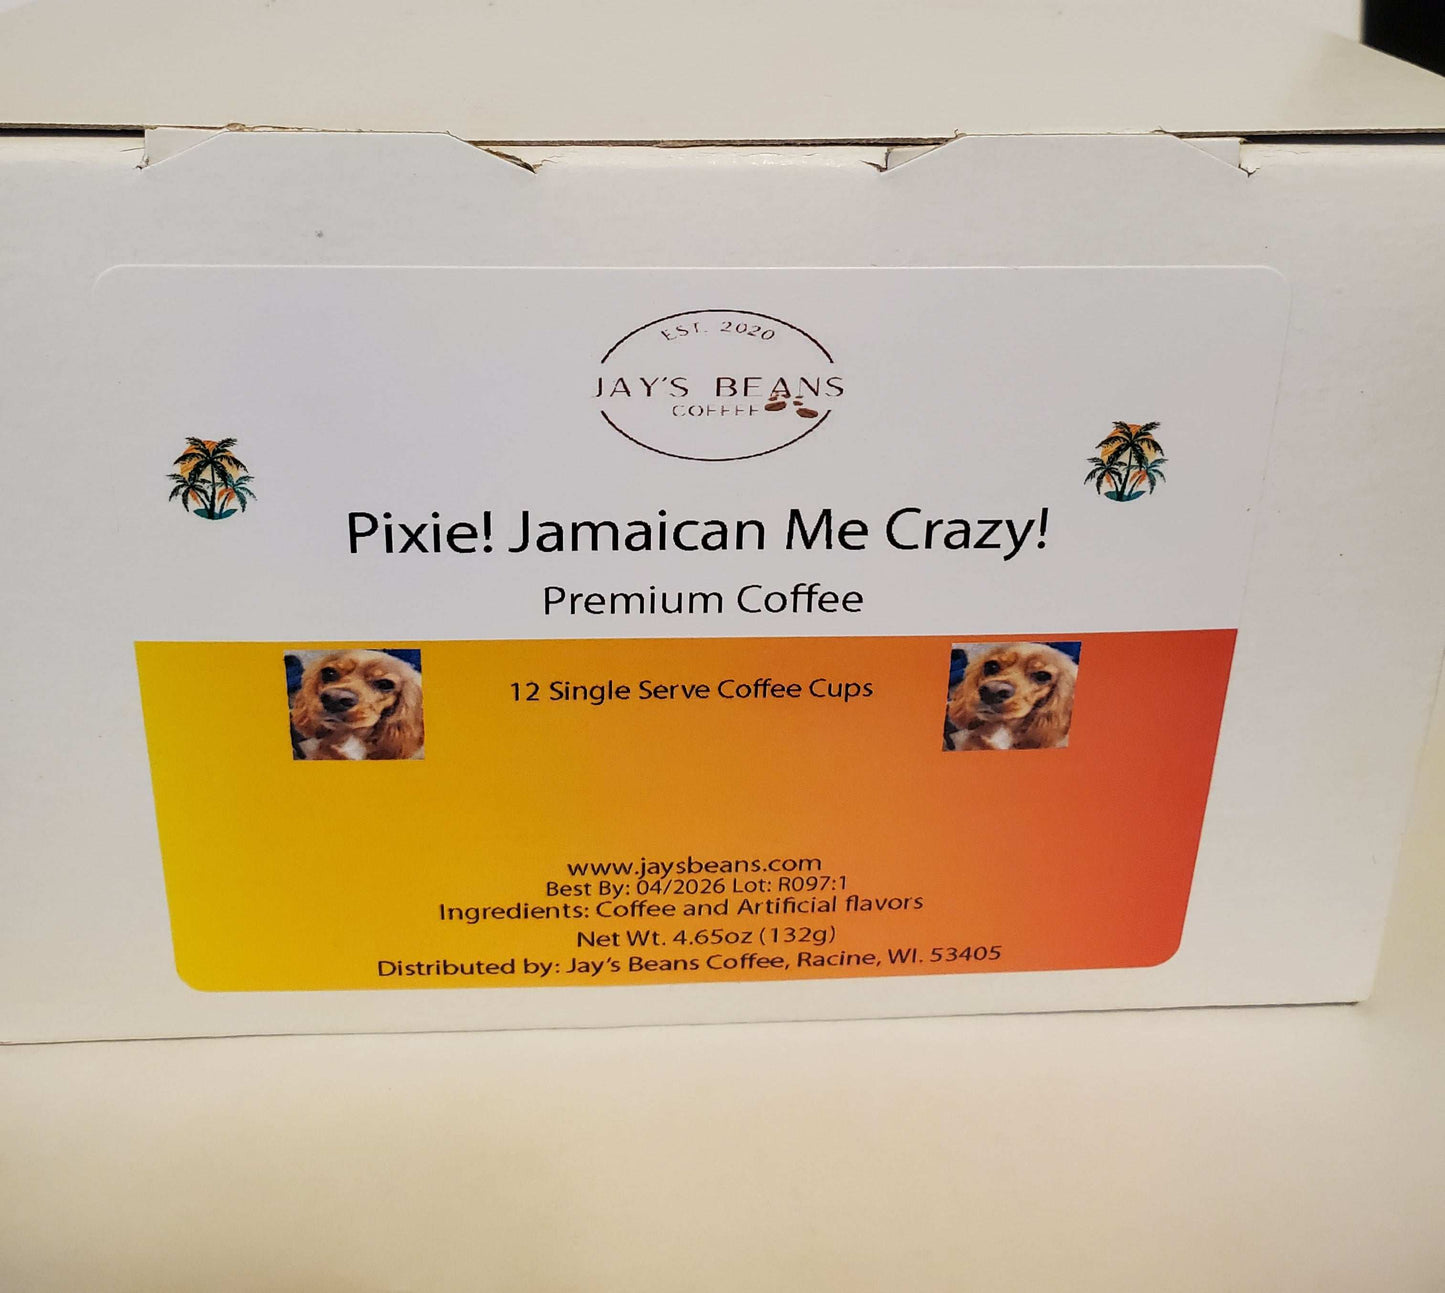 EST. 2020
JAY'S BEANS
COFFEE
Pixie! Jamaican Me Crazy!
Premium Coffee
12 Single Serve Coffee Cups
www.jaysbeans.com
Best By: 04/2026 Lot: R097:1
Ingredients: Coffee and Artificial flavors
Net Wt. 4.65oz (132g)
Distributed by: Jay's Beans Coffee, Racine, WI. 53405